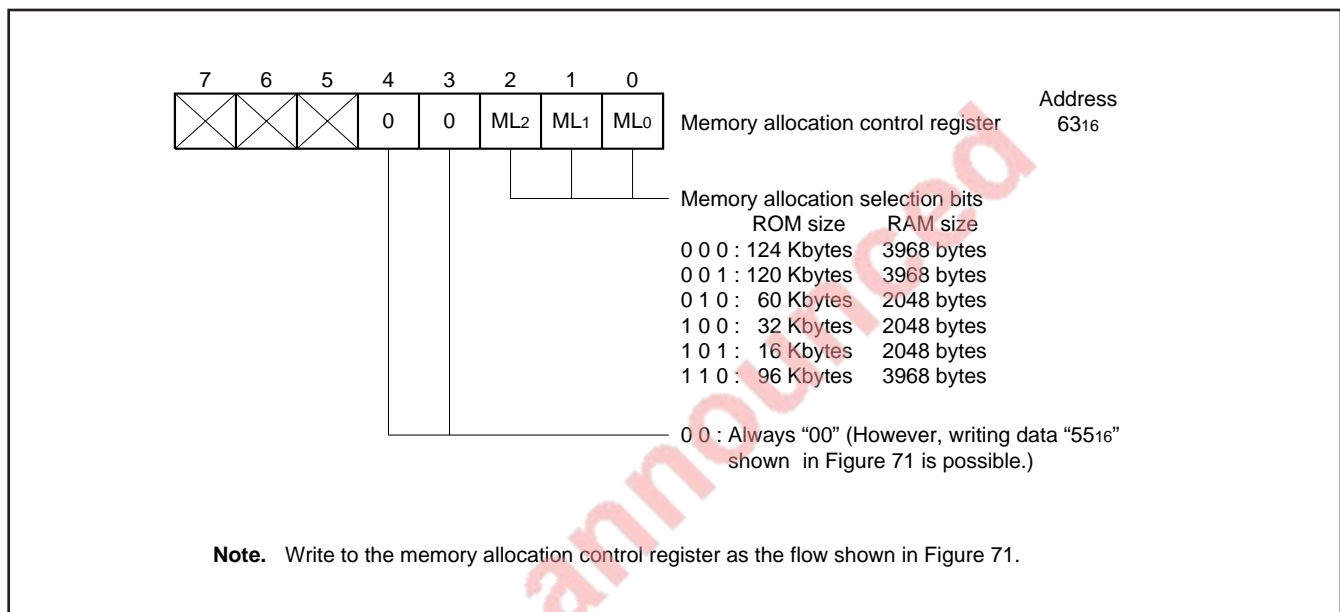 7 6 5 4 3 2 1 0
0 0 ML2 ML1 ML0 Memory allocation control register
Address
6316
Memory allocation selection bits
ROM size RAM size
0 0 0 : 124 Kbytes 3968 bytes
0 0 1 : 120 Kbytes 3968 bytes
0 1 0 : 60 Kbytes 2048 bytes
1 0 0 : 32 Kbytes 2048 bytes
1 0 1 : 16 Kbytes 2048 bytes
1 1 0 : 96 Kbytes 3968 bytes
0 0 : Always “00” (However, writing data “5516”
shown in Figure 71 is possible.)
Note. Write to the memory allocation control register as the flow shown in Figure 71.
announced